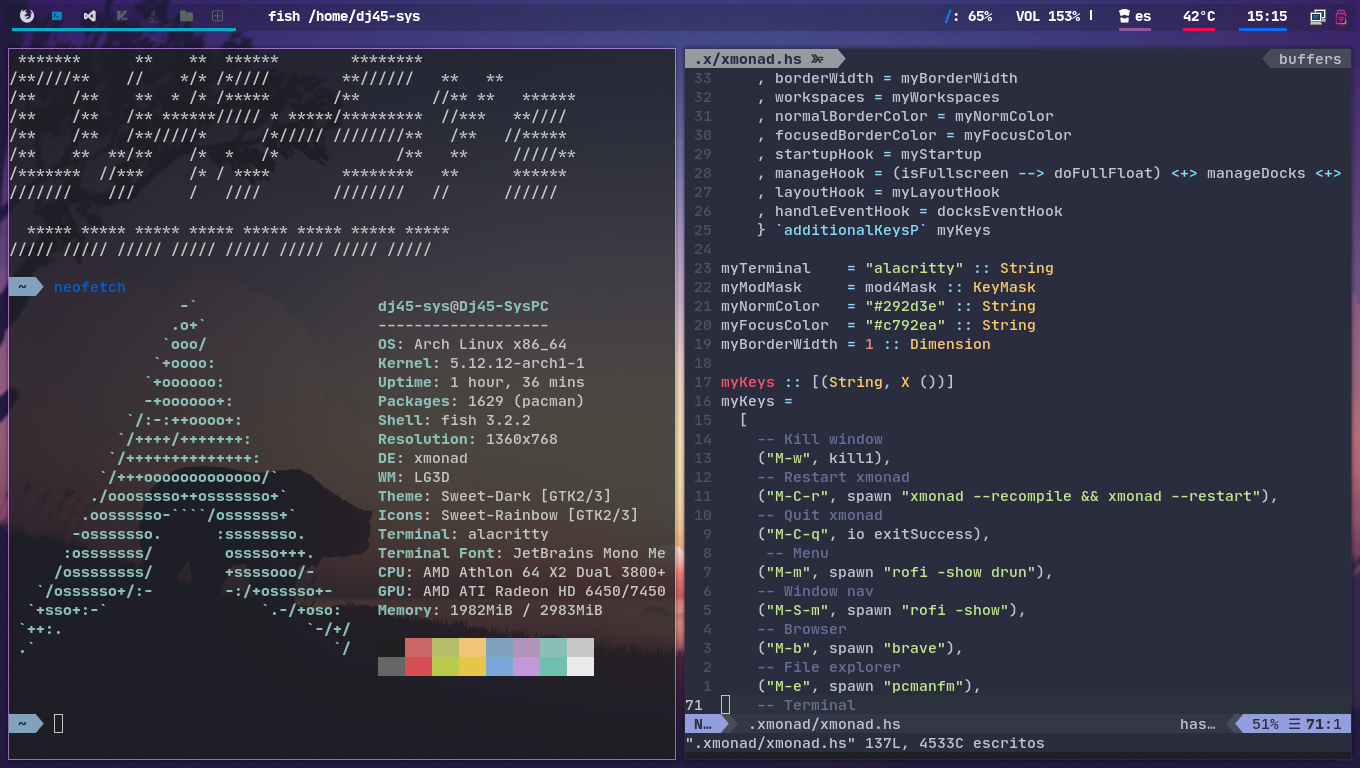 fish /home/dj45-sys
/: 65%
VOL 153%
es
42°C
15:15
~ neofetch
dj45-sys@Dj45-SysPC
-------------------
OS: Arch Linux x86_64
Kernel: 5.12.12-arch1-1
Uptime: 1 hour, 36 mins
Packages: 1629 (pacman)
Shell: fish 3.2.2
Resolution: 1360x768
DE: xmonad
WM: LG3D
Theme: Sweet-Dark [GTK2/3]
Icons: Sweet-Rainbow [GTK2/3]
Terminal: alacritty
Terminal Font: JetBrains Mono Me
CPU: AMD Athlon 64 X2 Dual 3800+
GPU: AMD ATI Radeon HD 6450/7450
Memory: 1982MiB / 2983MiB
~
.x/xmonad.hs
buffers
33 , borderWidth = myBorderWidth
32 , workspaces = myWorkspaces
31 , normalBorderColor = myNormColor
30 , focusedBorderColor = myFocusColor
29 , startupHook = myStartup
28 , manageHook = (isFullscreen --> doFullFloat) <+> manageDocks <+>
27 , layoutHook = myLayoutHook
26 , handleEventHook = docksEventHook
25 } `additionalKeysP` myKeys
24
23 myTerminal = "alacritty" :: String
22 myModMask = mod4Mask :: KeyMask
21 myNormColor = "#292d3e" :: String
20 myFocusColor = "#c792ea" :: String
19 myBorderWidth = 1 :: Dimension
18
17 myKeys :: [(String, X ())]
16 myKeys =
15 [
14 -- Kill window
13 ("M-w", kill1),
12 -- Restart xmonad
11 ("M-C-r", spawn "xmonad --recompile && xmonad --restart"),
10 -- Quit xmonad
9 ("M-C-q", io exitSuccess),
8 -- Menu
7 ("M-m", spawn "rofi -show drun"),
6 -- Window nav
5 ("M-S-m", spawn "rofi -show"),
4 -- Browser
3 ("M-b", spawn "brave"),
2 -- File explorer
1 ("M-e", spawn "pcmanfm"),
71 -- Terminal
N… .xmonad/xmonad.hs has… 51% ☰ 71:1
".xmonad/xmonad.hs" 137L, 4533C escritos